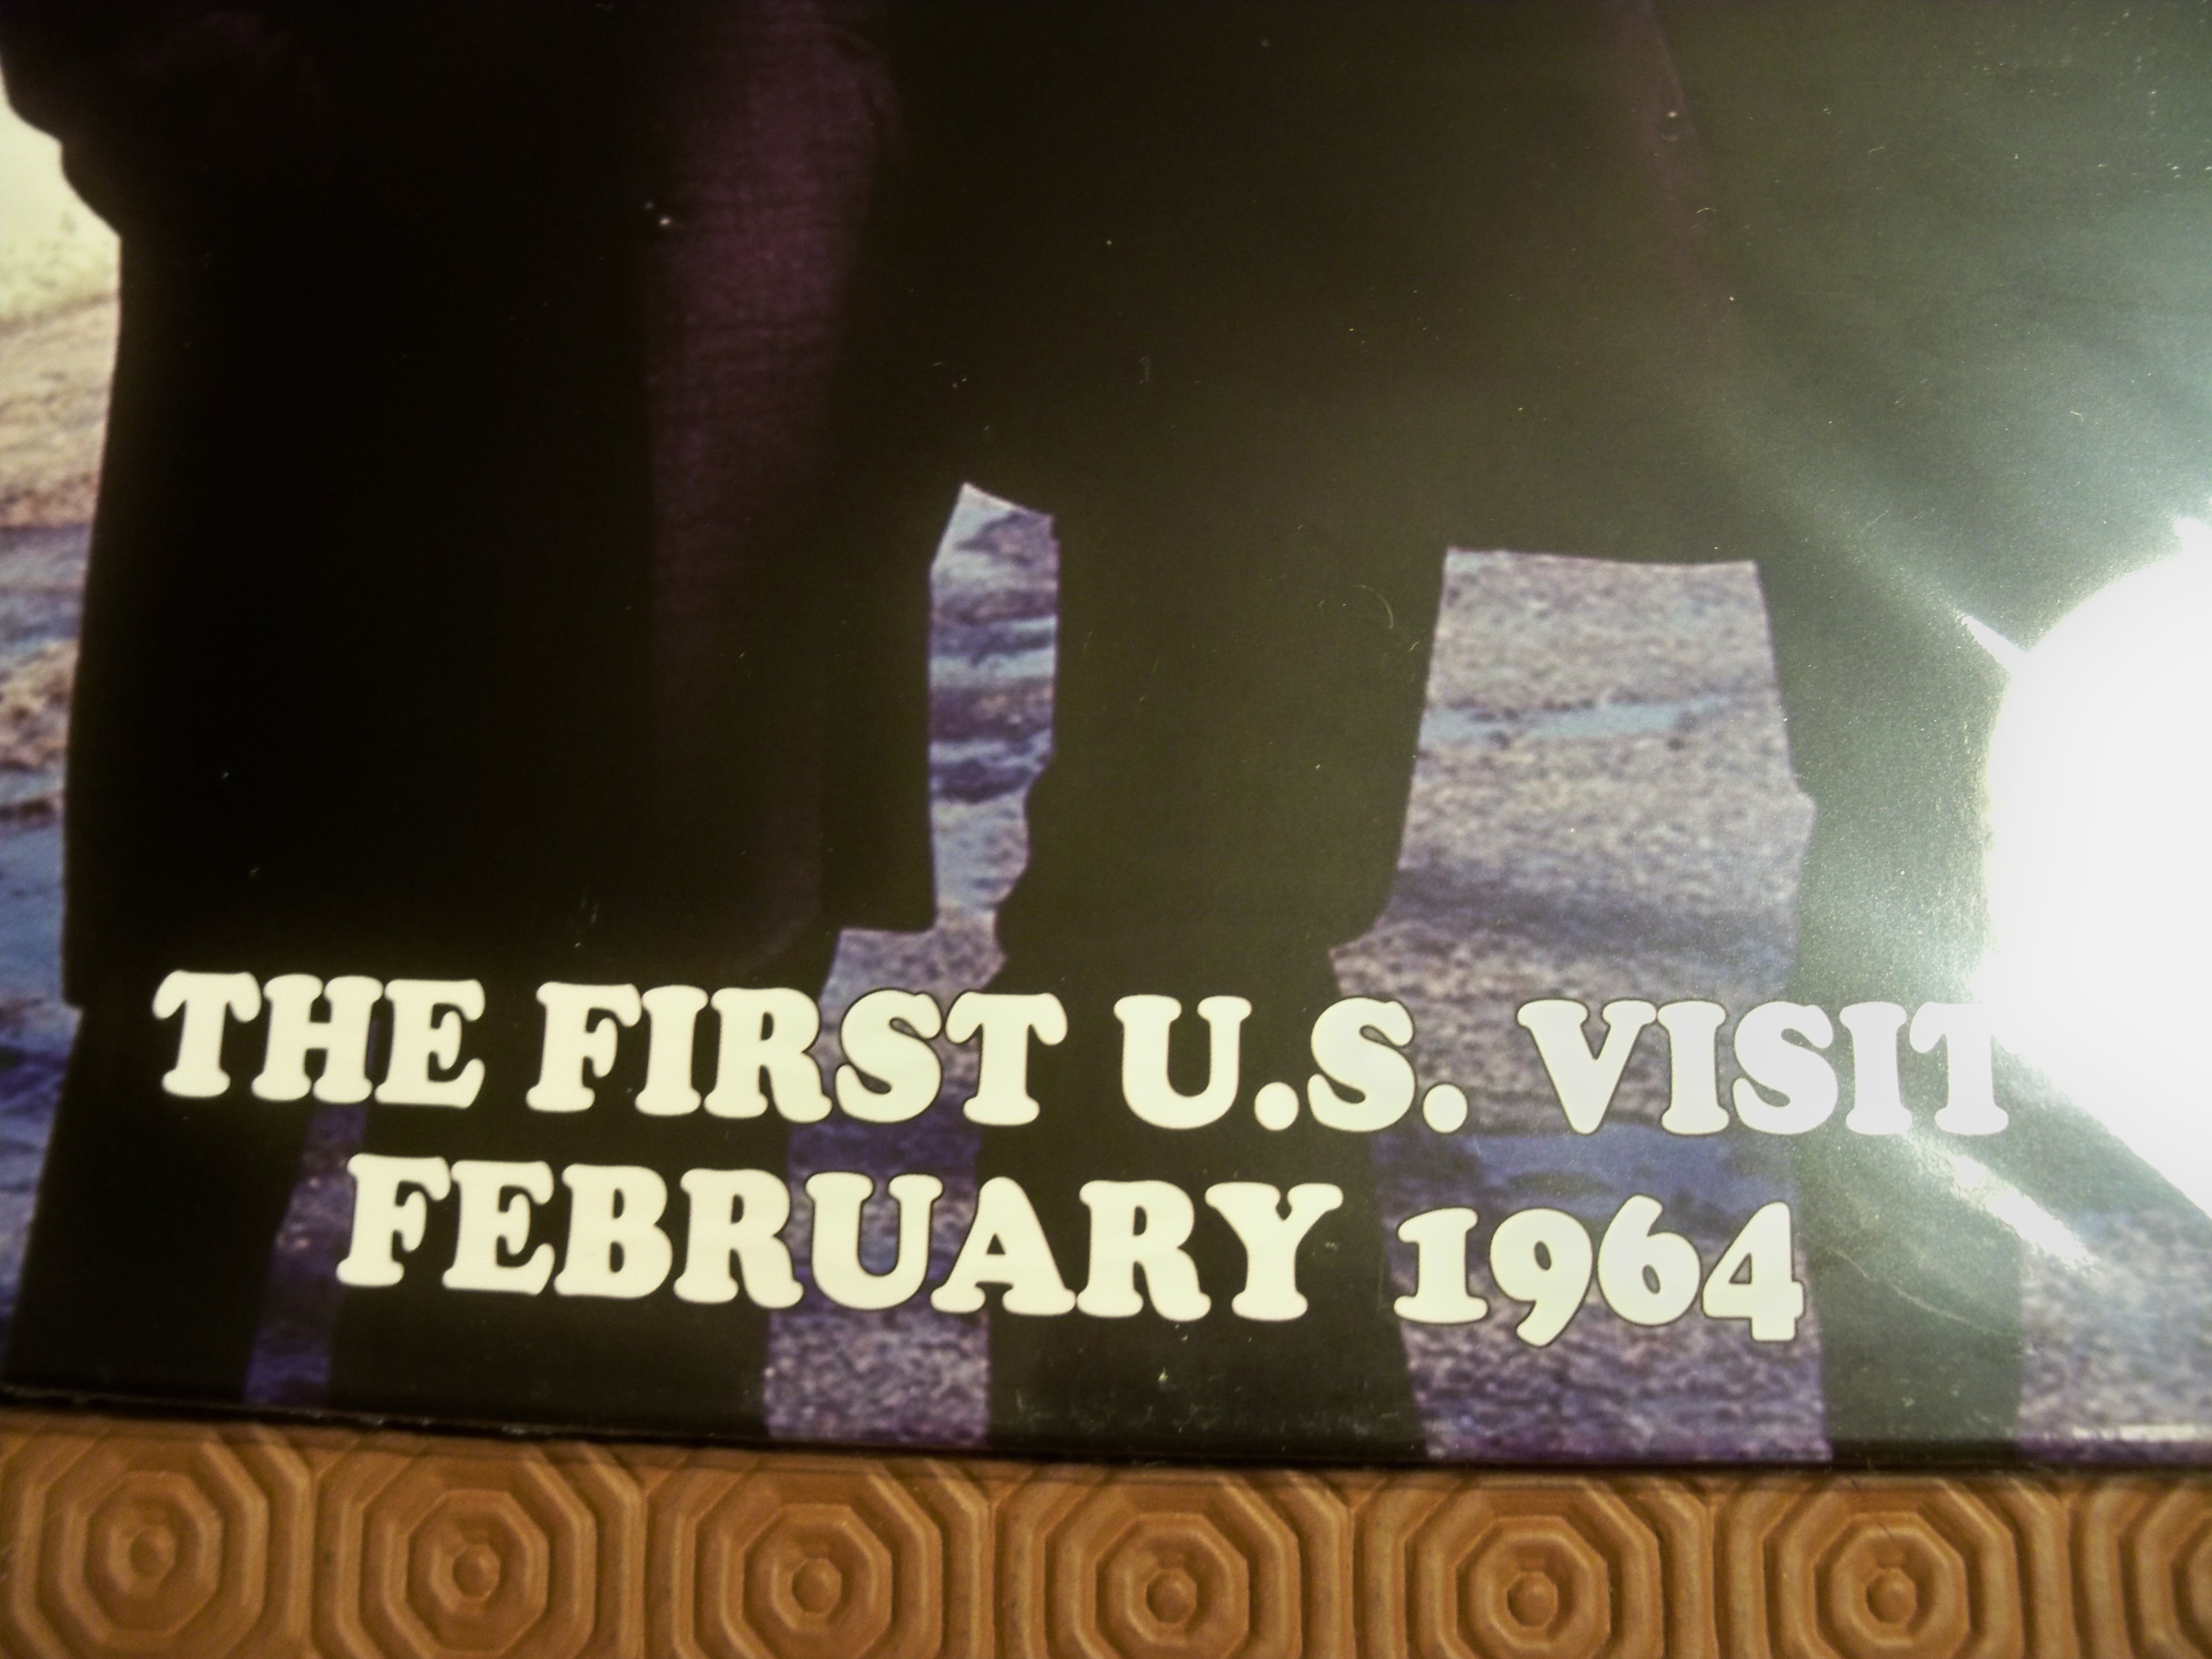 THE FIRST U.S. VISIT
FEBRUARY 1964